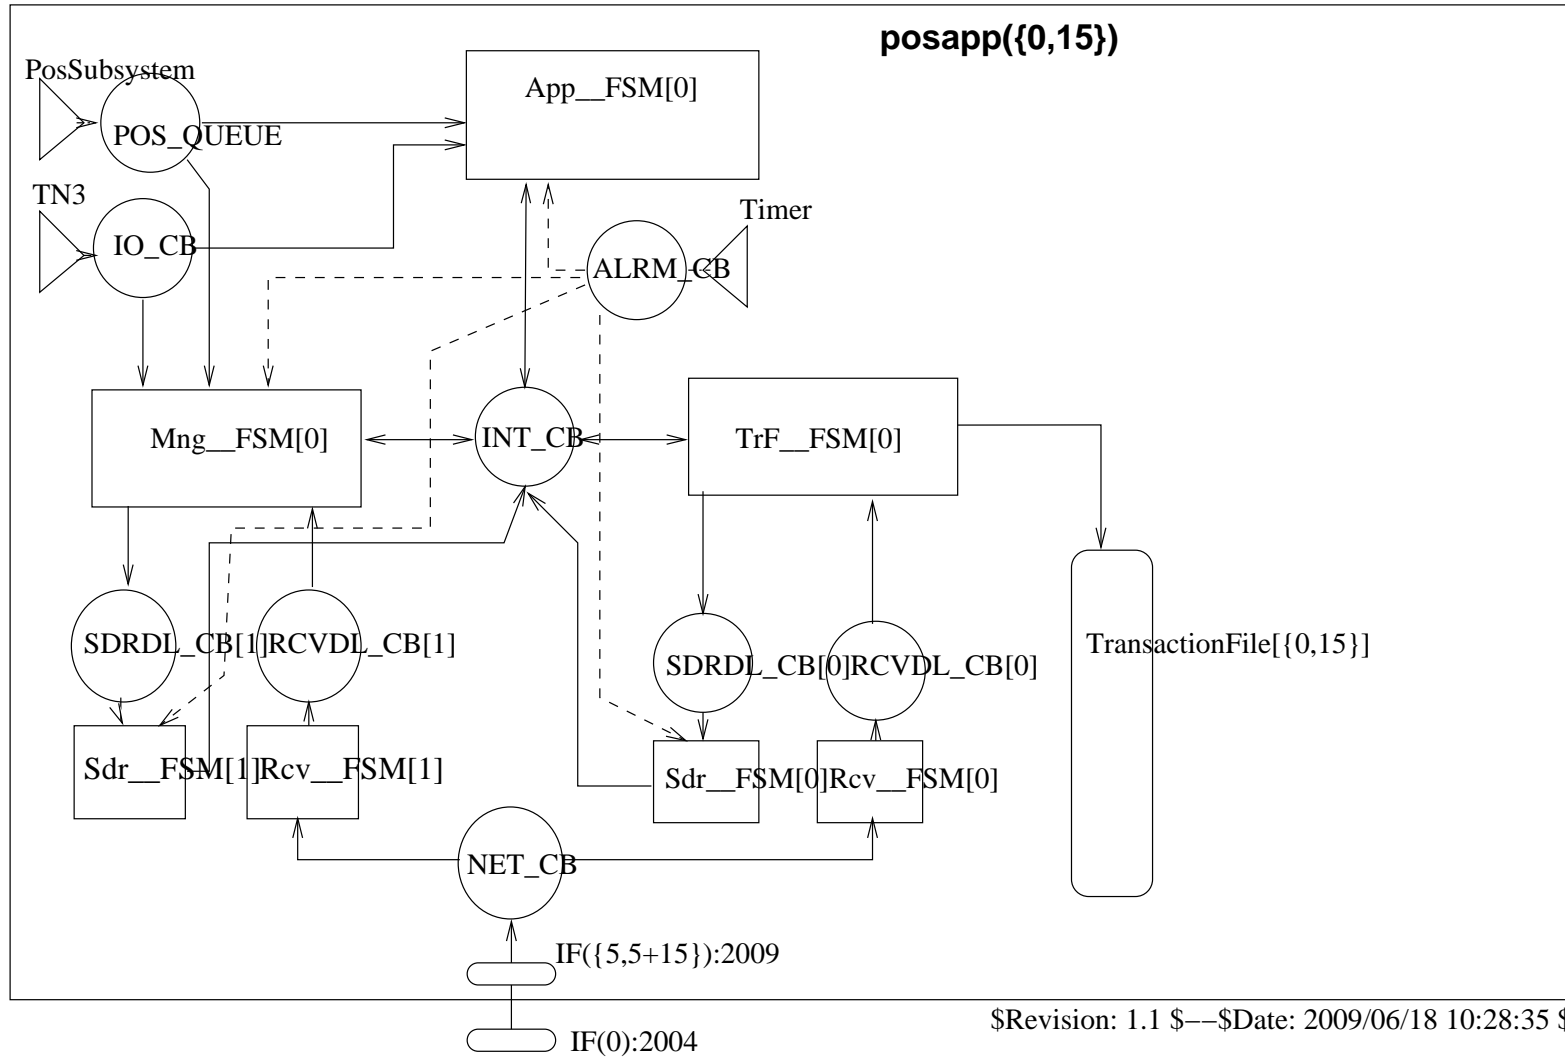 posapp({0,15})
PosSubsystem
App__FSM[0]
POS_QUEUE
TN3
Timer
IO_CB
ALRM_CB
Mng__FSM[0]
INT_CB
TrF__FSM[0]
SDRDL_CB[1]
RCVDL_CB[1]
SDRDL_CB[0]
RCVDL_CB[0]
TransactionFile[{0,15}]
Sdr__FSM[1]
Rcv__FSM[1]
Sdr__FSM[0]
Rcv__FSM[0]
NET_CB
IF({5,5+15}):2009
$Revision: 1.1 $−−$Date: 2009/06/18 10:28:35 $
IF(0):2004